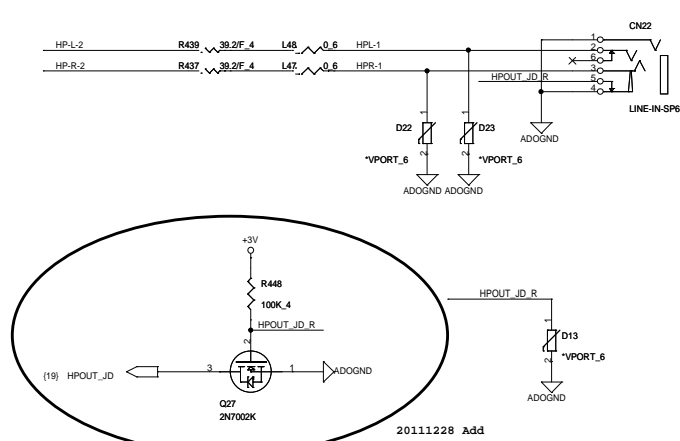 CN22
HP-L-2 R439 39.2/F_4 L48 0_6 HPL-1 1
2
6
HP-R-2 R437 39.2/F_4 L47 0_6 HPR-1 3
HPOUT_JD_R 5
4
LINE-IN-SP6
1 1
D22 D23
2 2
ADOGND
*VPORT_6 *VPORT_6
ADOGND ADOGND
+3V
R448
100K_4
HPOUT_JD_R
HPOUT_JD_R
2
1
D13
*VPORT_6
2
{19} HPOUT_JD 3 1 ADOGND
ADOGND
Q27
2N7002K
20111228 Add